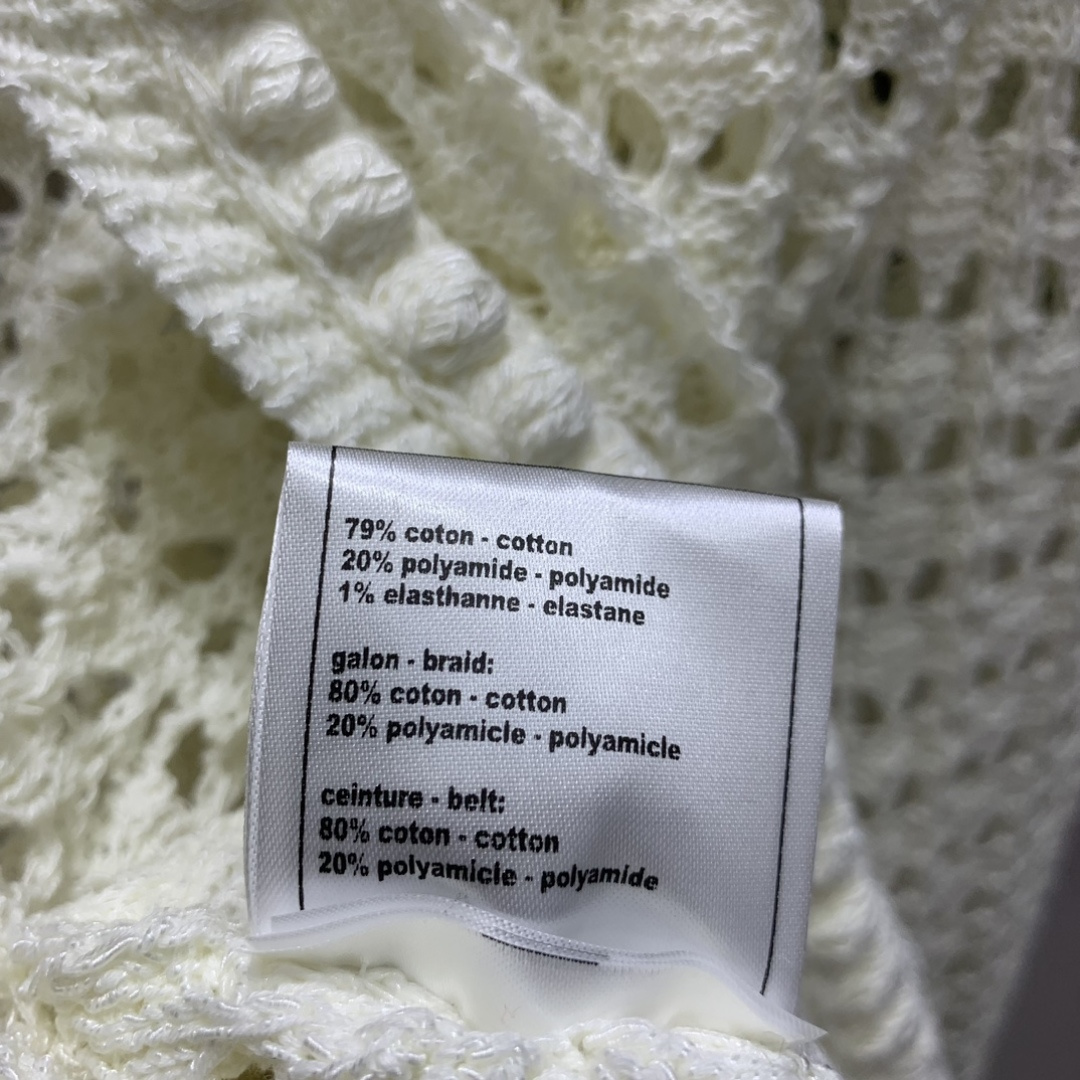 79% coton - cotton
20% polyamide - polyamide
1% elasthanne - elastane
galon - braid:
80% coton - cotton
20% polyamicle - polyamicle
ceinture - belt:
80% coton - cotton
20% polyamicle - polyamide